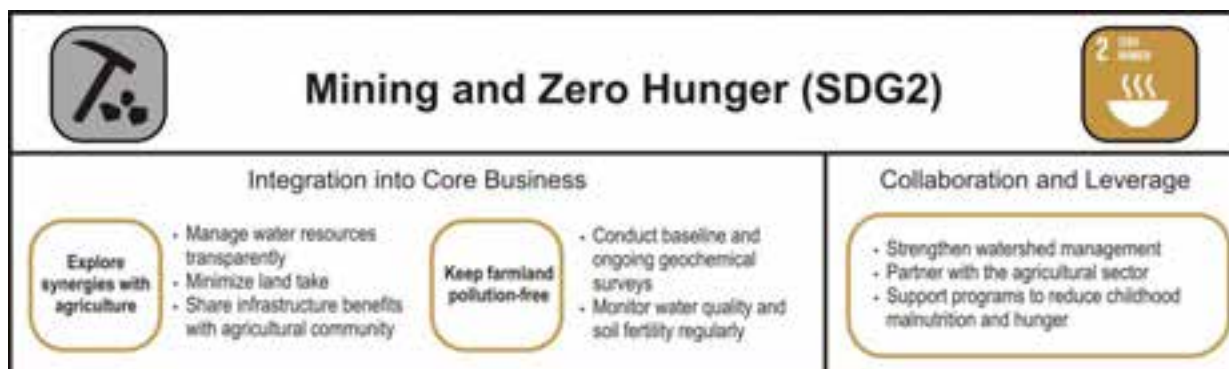 Mining and Zero Hunger (SDG2)
2 ZERO
HUNGER
Integration into Core Business
Explore
synergies with
agriculture
• Manage water resources
transparently
• Minimize land take
• Share infrastructure benefits
with agricultural community
Keep farmland
pollution-free
• Conduct baseline and
ongoing geochemical
surveys
• Monitor water quality and
soil fertility regularly
Collaboration and Leverage
• Strengthen watershed management
• Partner with the agricultural sector
• Support programs to reduce childhood
malnutrition and hunger